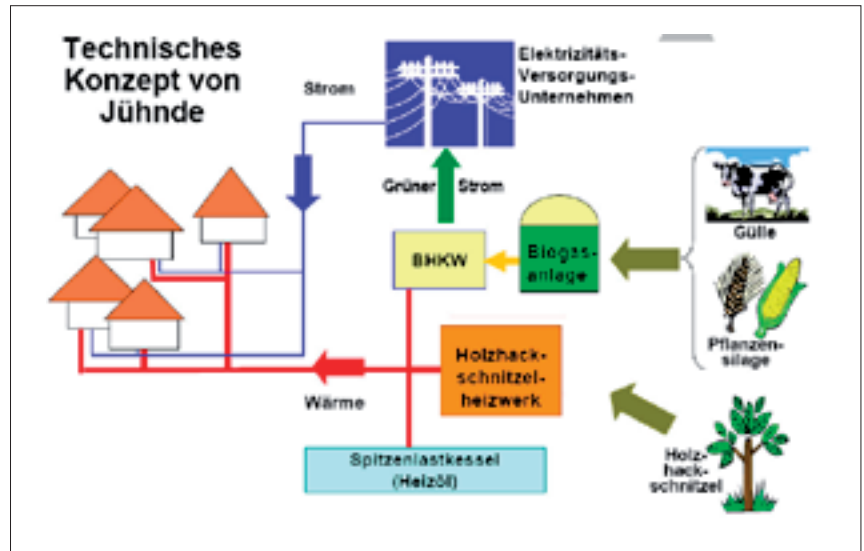 Technisches
Konzept von
Jühnde
Strom
Elektrizitäts-
Versorgungs-
Unternehmen
Grüner Strom
BHKW
Biogas-
anlage
Gülle
Pflanzen-
silage
Holzhack-
schnitzel-
heizwerk
Wärme
Spitzenlastkessel
(Heizöl)
Holz-
hack-
schnitzel